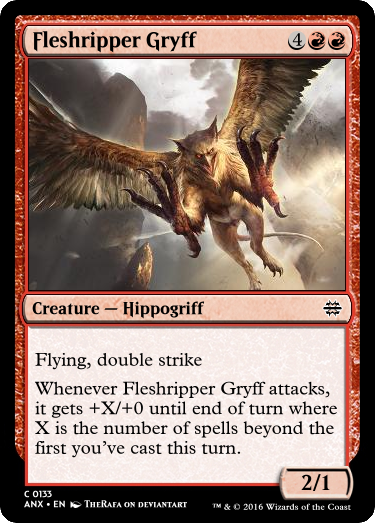 Fleshripper Gryff 4
Creature — Hippogriff
Flying, double strike
Whenever Fleshripper Gryff attacks,
it gets +X/+0 until end of turn where
X is the number of spells beyond the
first you've cast this turn.
2/1
C 0133
ANX • EN TheRafa on deviantart
™ & © 2016 Wizards of the Coast